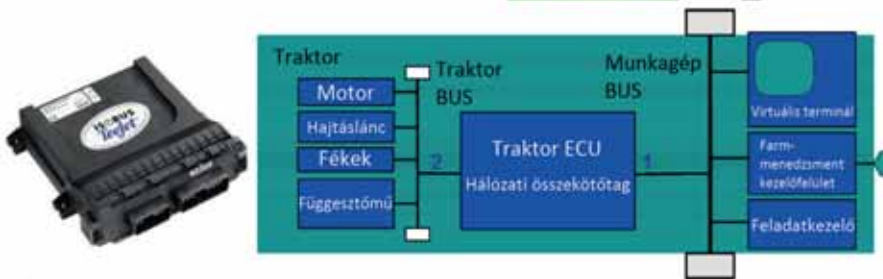 ISOBUS
TeeJet
Traktor
Motor
Hajtáslánc
Fékek
Függesztőmű
Traktor
BUS
2
Traktor ECU
Hálózati összekötőtag
1
Munkagép
BUS
Virtuális terminál
Farm-
menedzsment
kezelőfelület
Feladatkezelő